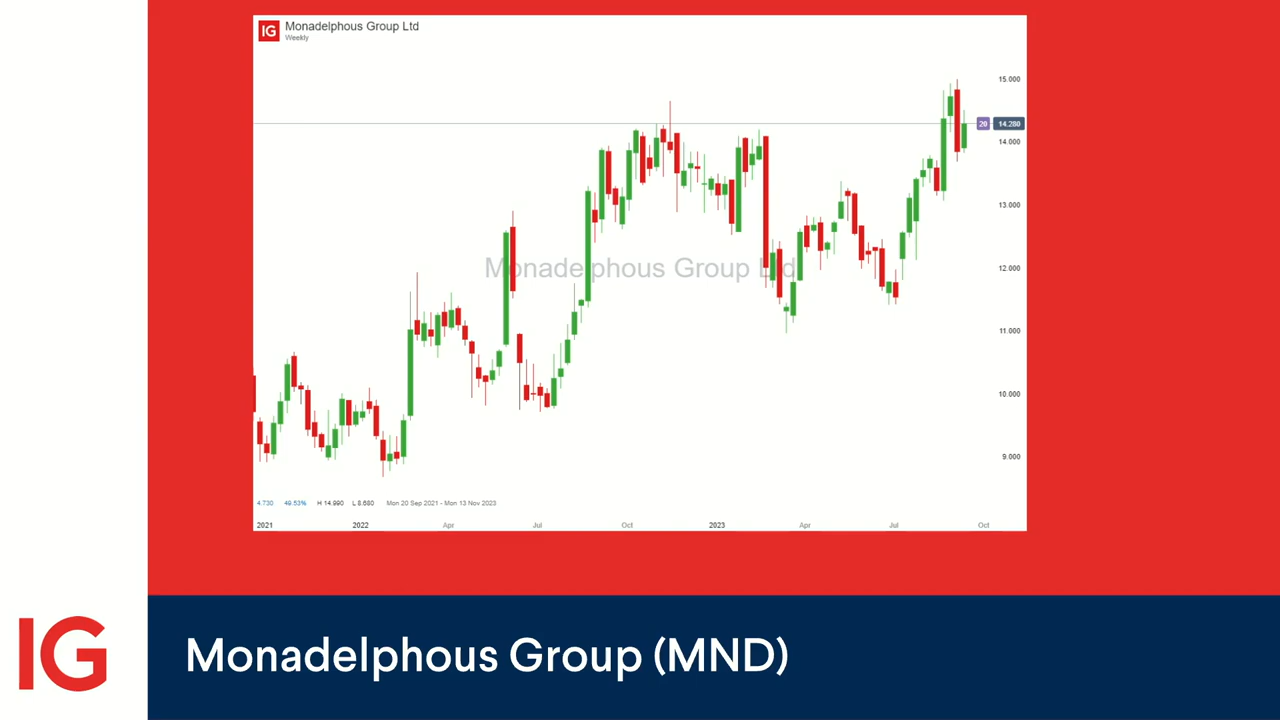 IG Monadelphous Group Ltd
Weekly
15.000
20 14.280
14.000
13.000
12.000
Monadelphous Group Ltd
11.000
10.000
9.000
4.730 49.53% H 14.990 L 8.680 Mon 20 Sep 2021 - Mon 13 Nov 2023
2021 2022 Apr Jul Oct 2023 Apr Jul Oct
IG
Monadelphous Group (MND)